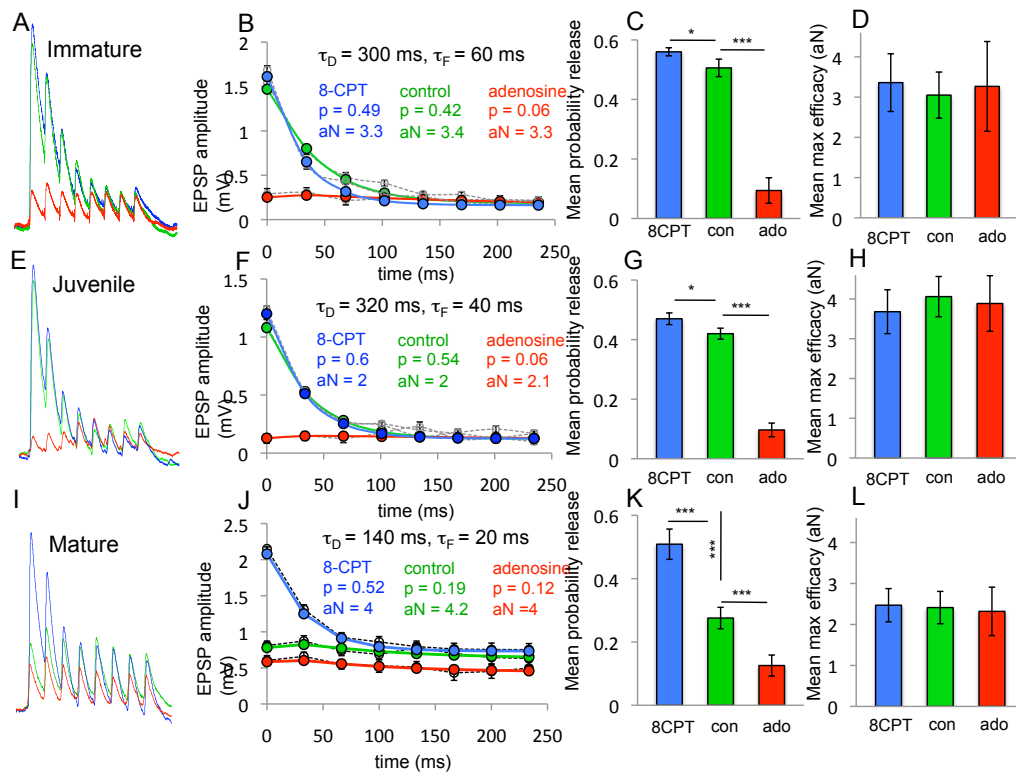 A
Immature
B
EPSP amplitude
(mV)
2
1.5
1
0.5
0
τD = 300 ms, τF = 60 ms
8-CPT control adenosine
p = 0.49 p = 0.42 p = 0.06
aN = 3.3 aN = 3.4 aN = 3.3
0 50 100 150 200 250
time (ms)
C
Mean probability release
0.6
0.4
0.2
0
* ***
8CPT con ado
D
Mean max efficacy (aN)
4
3
2
1
0
8CPT con ado
E
Juvenile
F
EPSP amplitude
(mV)
2
1.5
1
0.5
0
τD = 320 ms, τF = 40 ms
8-CPT control adenosine
p = 0.6 p = 0.54 p = 0.06
aN = 2 aN = 2 aN = 2.1
0 50 100 150 200 250
time (ms)
G
Mean probability release
0.6
0.4
0.2
0
* ***
8CPT con ado
H
Mean max efficacy (aN)
4
3
2
1
0
8CPT con ado
I
Mature
J
EPSP amplitude
(mV)
2.5
2
1.5
1
0.5
0
τD = 140 ms, τF = 20 ms
8-CPT control adenosine
p = 0.52 p = 0.19 p = 0.12
aN = 4 aN = 4.2 aN =4
0 50 100 150 200 250
time (ms)
K
Mean probability release
0.6
0.4
0.2
0
*** *** ***
8CPT con ado
L
Mean max efficacy (aN)
4
3
2
1
0
8CPT con ado